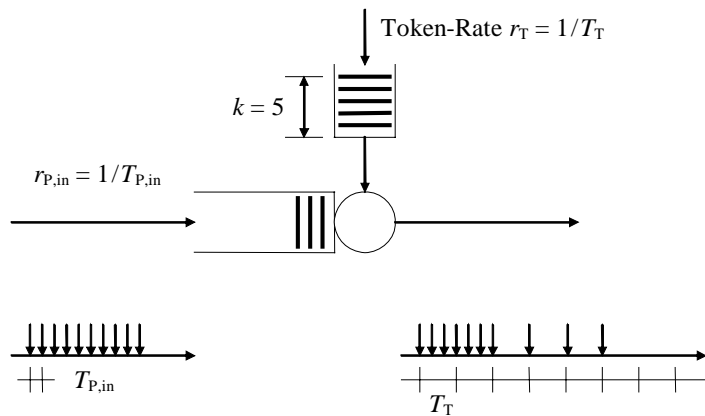 Token-Rate r_T = 1/T_T
k = 5
r_P,in = 1/T_P,in
T_P,in
T_T